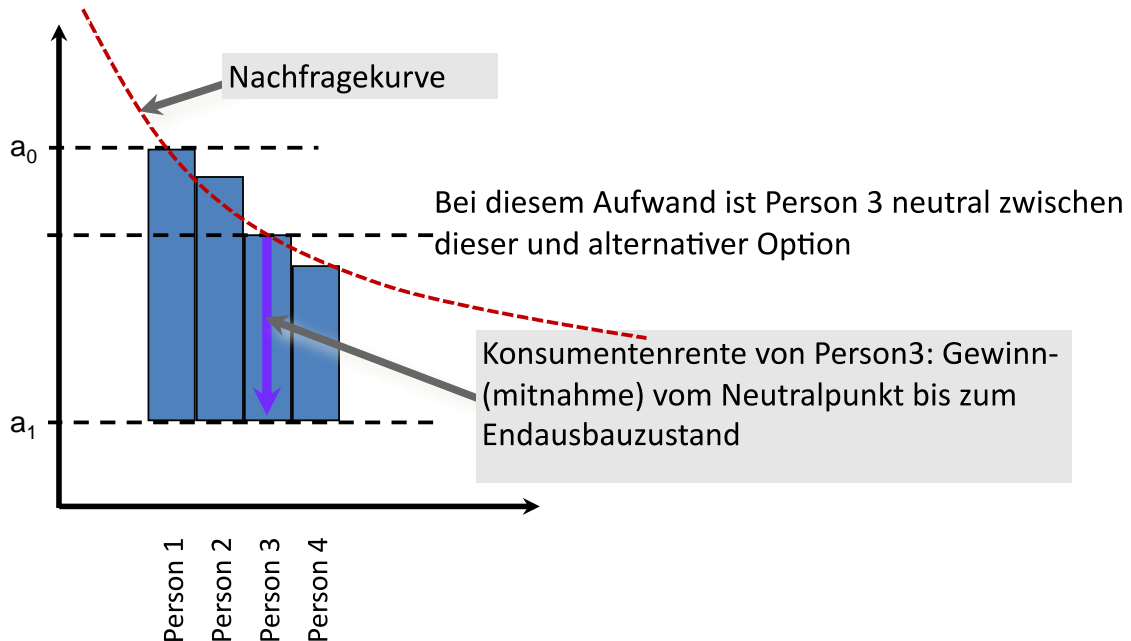 Nachfragekurve
a0
Bei diesem Aufwand ist Person 3 neutral zwischen
dieser und alternativer Option
Konsumentenrente von Person3: Gewinn-
(mitnahme) vom Neutralpunkt bis zum
Endausbauzustand
a1
Person 1
Person 2
Person 3
Person 4